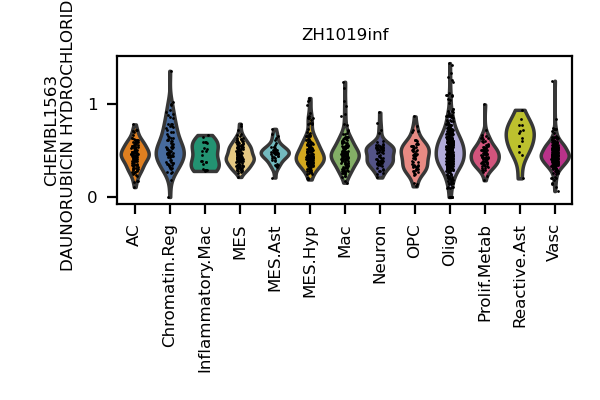 ZH1019inf
CHEMBL1563
DAUNORUBICIN HYDROCHLORID
1
0
AC
Chromatin.Reg
Inflammatory.Mac
MES
MES.Ast
MES.Hyp
Mac
Neuron
OPC
Oligo
Prolif.Metab
Reactive.Ast
Vasc